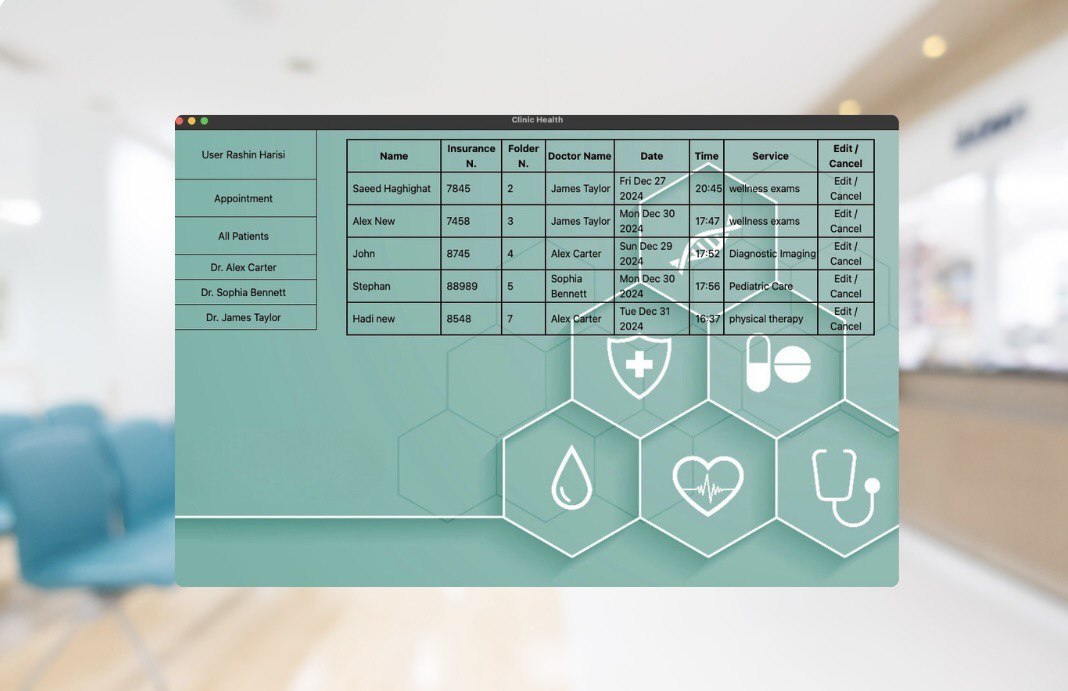 Clinic Health
User Rashin Harisi
Appointment
All Patients
Dr. Alex Carter
Dr. Sophia Bennett
Dr. James Taylor
Name Insurance N. Folder N. Doctor Name Date Time Service Edit / Cancel
Saeed Haghighat 7845 2 James Taylor Fri Dec 27 2024 20:45 wellness exams Edit / Cancel
Alex New 7458 3 James Taylor Mon Dec 30 2024 17:47 wellness exams Edit / Cancel
John 8745 4 Alex Carter Sun Dec 29 2024 17:52 Diagnostic Imaging Edit / Cancel
Stephan 88989 5 Sophia Bennett Mon Dec 30 2024 17:56 Pediatric Care Edit / Cancel
Hadi new 8548 7 Alex Carter Tue Dec 31 2024 16:37 physical therapy Edit / Cancel